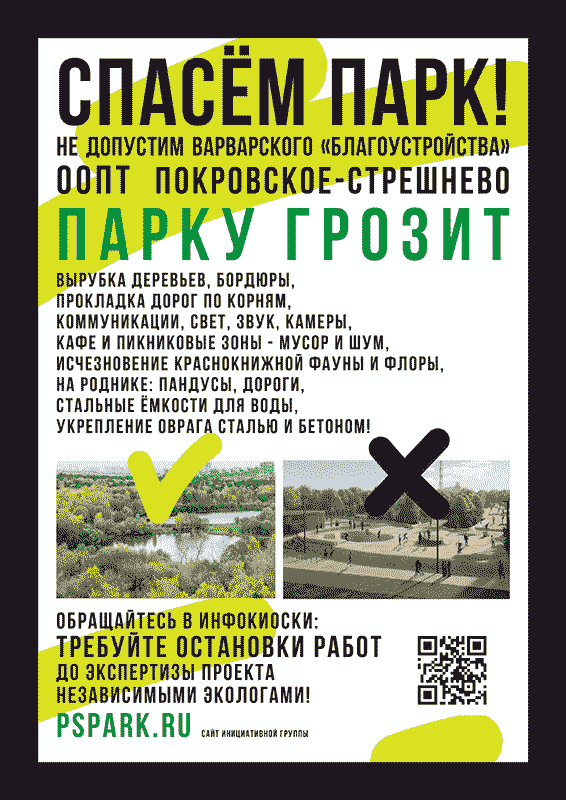 СПАСЁМ ПАРК!
НЕ ДОПУСТИМ ВАРВАРСКОГО «БЛАГОУСТРОЙСТВА»
ООПТ ПОКРОВСКОЕ-СТРЕШНЕВО
ПАРКУ ГРОЗИТ
ВЫРУБКА ДЕРЕВЬЕВ, БОРДЮРЫ,
ПРОКЛАДКА ДОРОГ ПО КОРНЯМ,
КОММУНИКАЦИИ, СВЕТ, ЗВУК, КАМЕРЫ,
КАФЕ И ПИКНИКОВЫЕ ЗОНЫ - МУСОР И ШУМ,
ИСЧЕЗНОВЕНИЕ КРАСНОКНИЖНОЙ ФАУНЫ И ФЛОРЫ,
НА РОДНИКЕ: ПАНДУСЫ, ДОРОГИ,
СТАЛЬНЫЕ ЁМКОСТИ ДЛЯ ВОДЫ,
УКРЕПЛЕНИЕ ОВРАГА СТАЛЬЮ И БЕТОНОМ!
ОБРАЩАЙТЕСЬ В ИНФОКИОСКИ:
ТРЕБУЙТЕ ОСТАНОВКИ РАБОТ
ДО ЭКСПЕРТИЗЫ ПРОЕКТА
НЕЗАВИСИМЫМИ ЭКОЛОГАМИ!
PSPARK.RU САЙТ ИНИЦИАТИВНОЙ ГРУППЫ